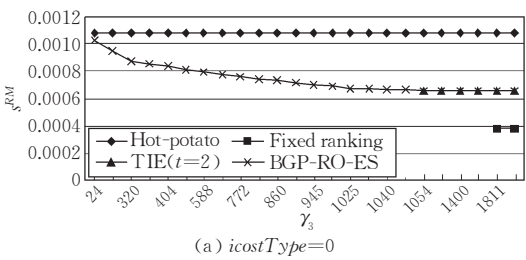 0.0012
0.0010
0.0008
0.0006
0.0004
0.0002
0
s^{RM}
Hot-potato
Fixed ranking
TIE(t=2)
BGP-RO-ES
24 320 404 588 772 860 945 1025 1040 1054 1400 1811
γ₃
(a) icostType=0